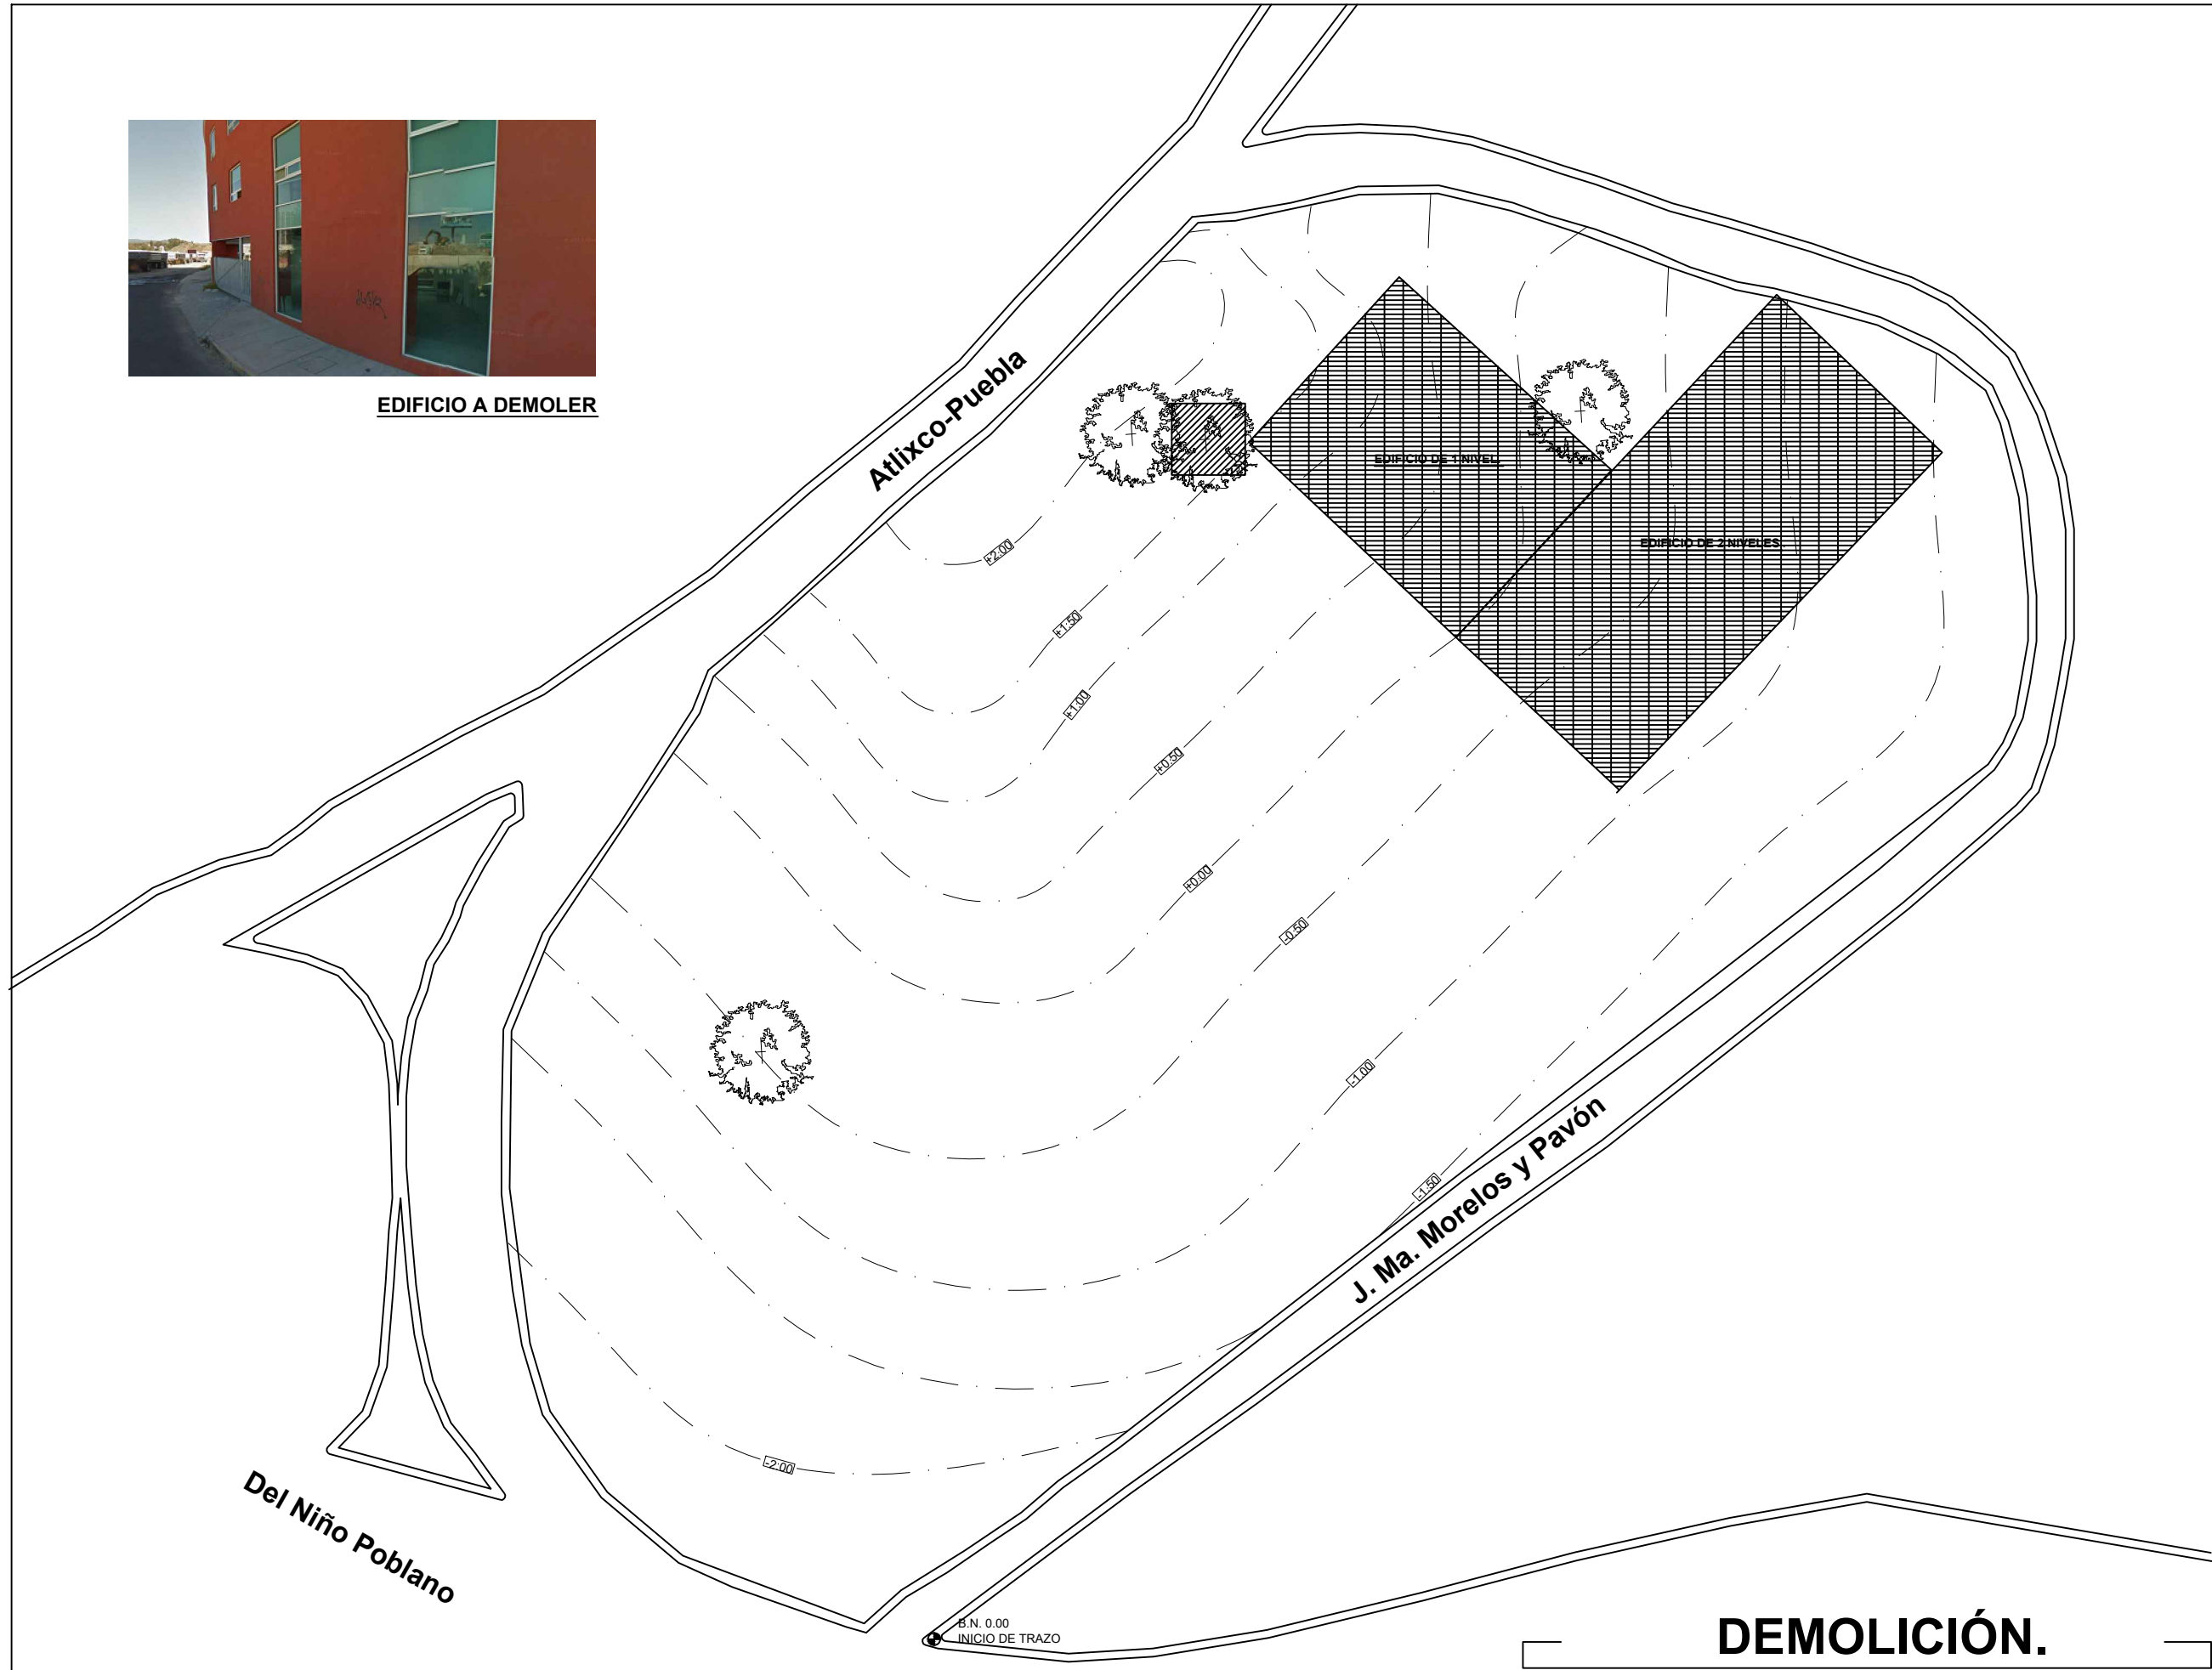 EDIFICIO A DEMOLER
Atlixco-Puebla
EDIFICIO DE 1 NIVEL.
EDIFICIO DE 2 NIVELES.
+2:00
+1:50
+1:00
+0:50
+0:00
-0:50
-1.00
-1:50
J. Ma. Morelos y Pavón
-2:00
Del Niño Poblano
B.N. 0.00
INICIO DE TRAZO
DEMOLICIÓN.